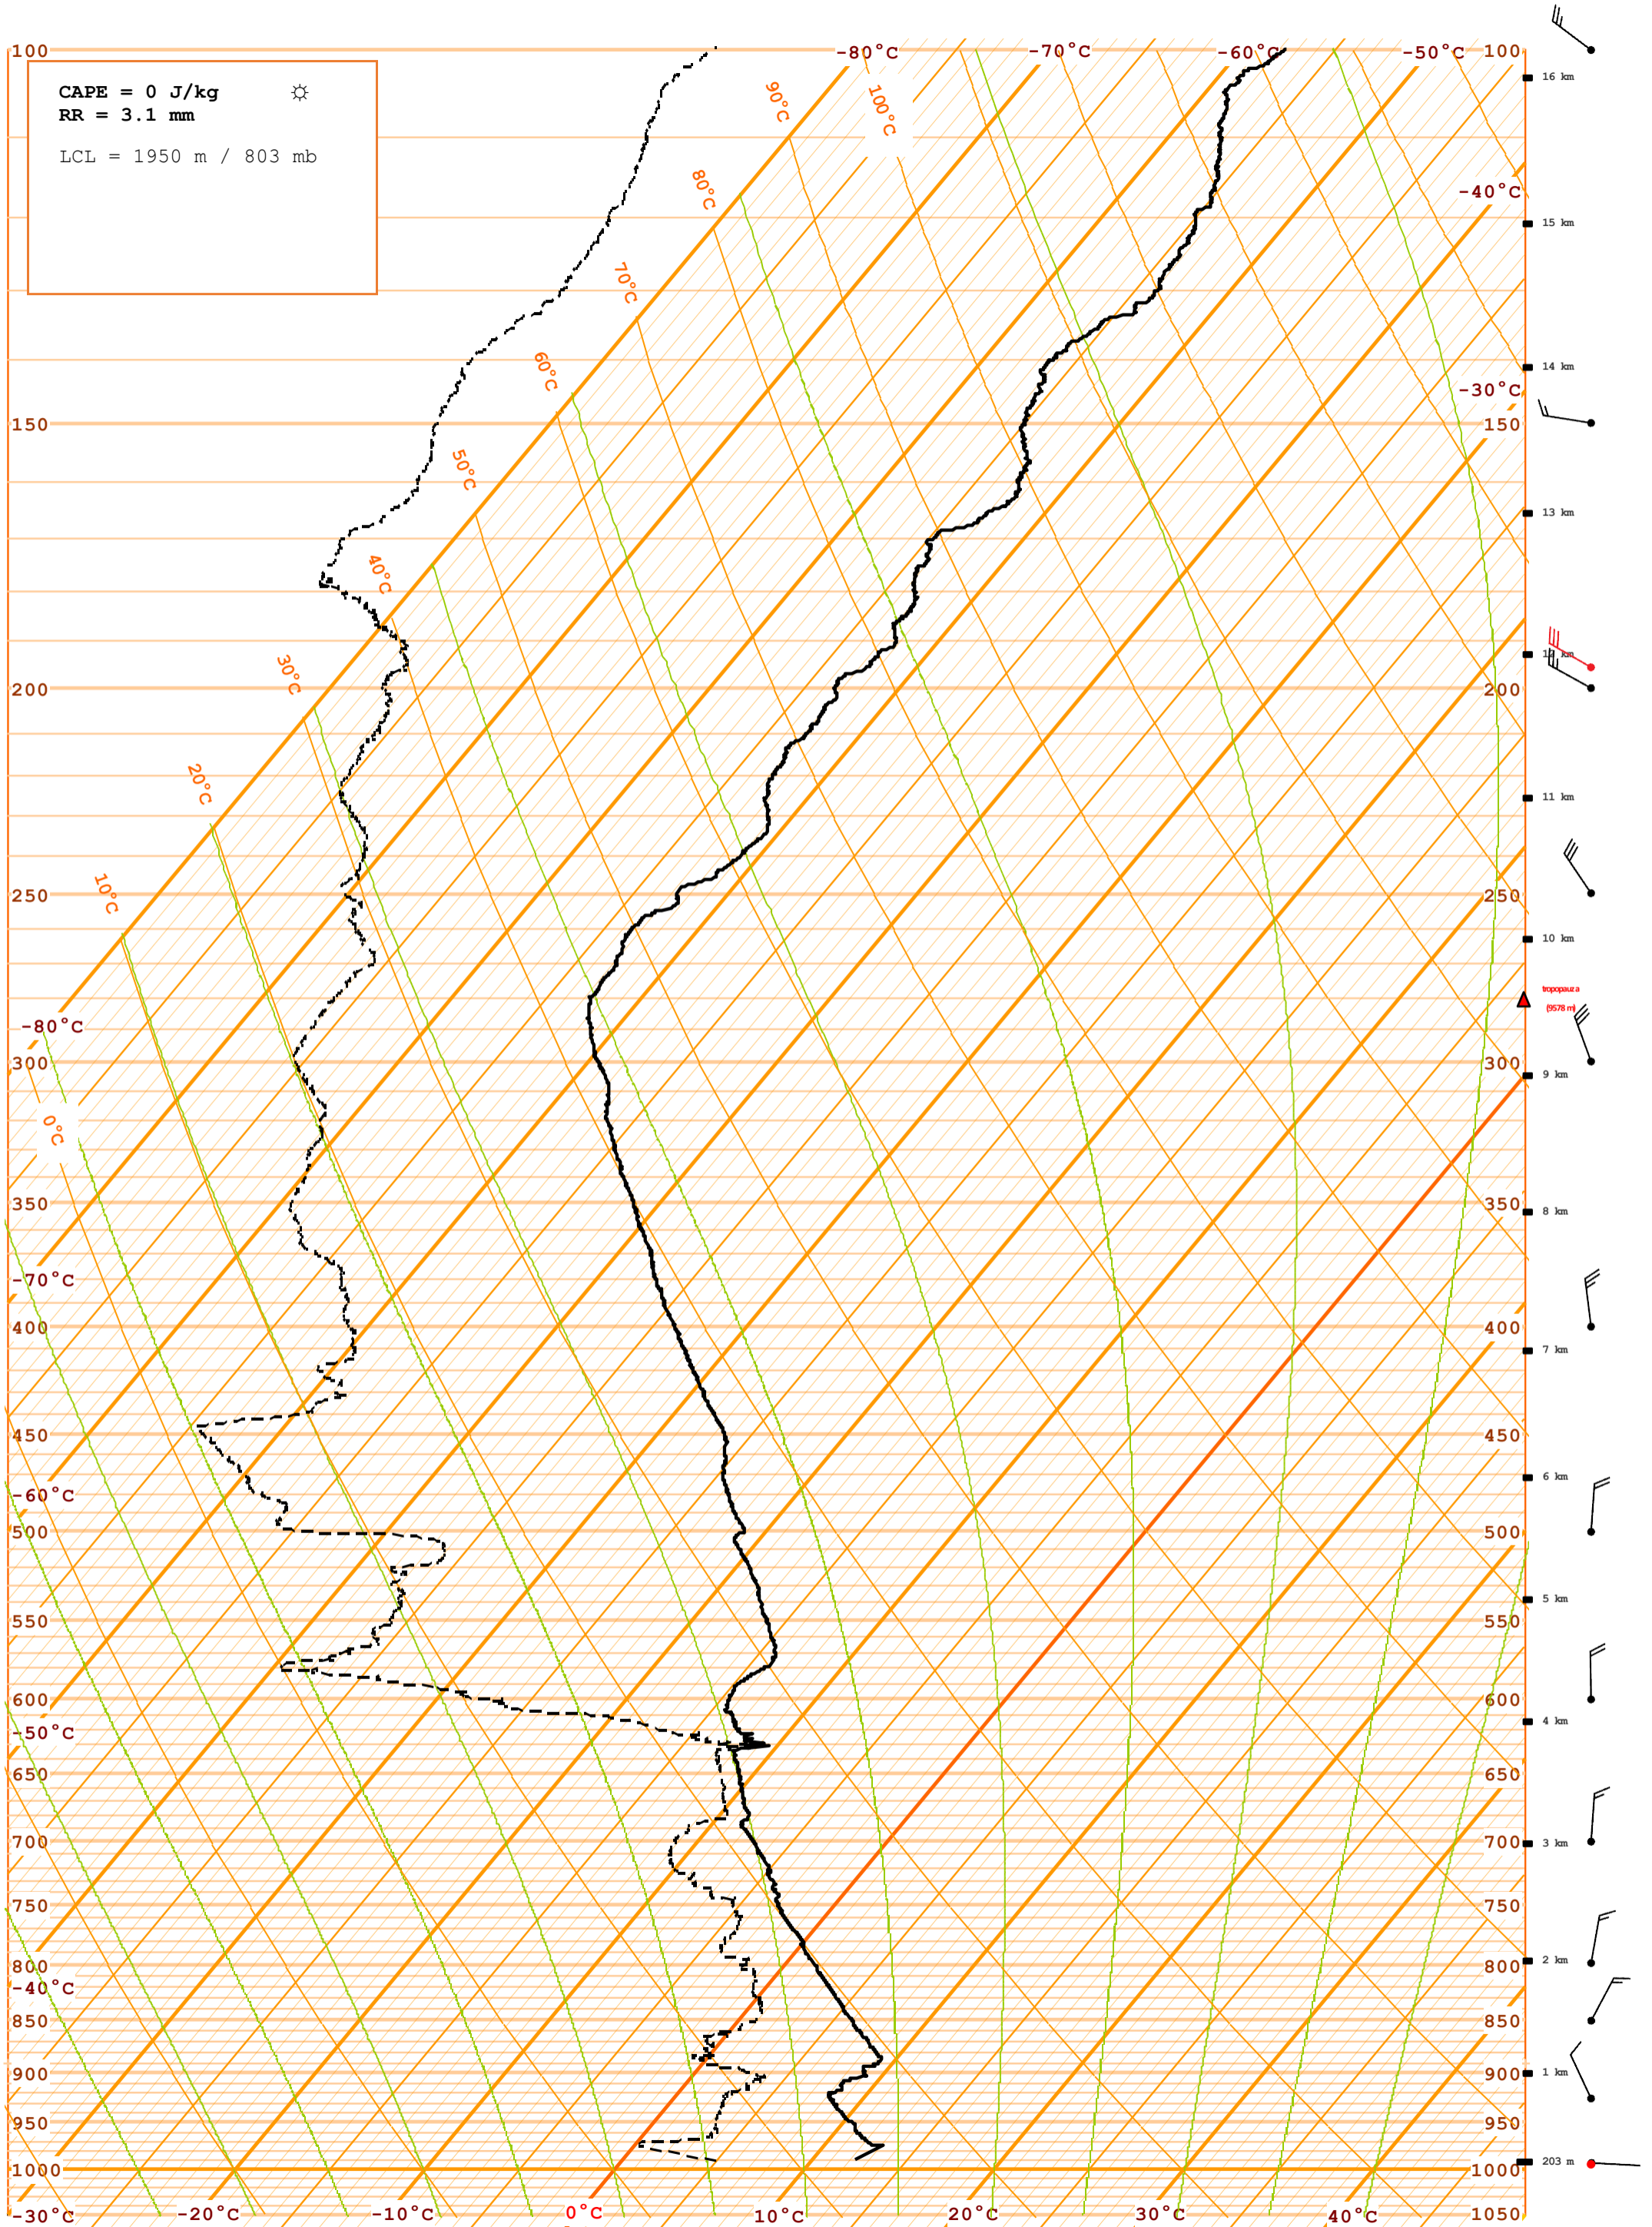 -80°C
-70°C
-60°C
-50°C
100
100
16 km
CAPE = 0 J/kg ☼
RR = 3.1 mm
LCL = 1950 m / 803 mb
90°C
100°C
80°C
-40°C
15 km
70°C
60°C
14 km
-30°C
150
150
50°C
13 km
40°C
30°C
200
200
20°C
11 km
10°C
250
250
10 km
tropopauza
(9578 m)
-80°C
300
300
9 km
0°C
350
350
8 km
-70°C
400
400
7 km
450
450
6 km
-60°C
500
500
5 km
550
550
600
600
4 km
-50°C
650
650
700
700
3 km
750
750
800
800
2 km
-40°C
850
850
900
900
1 km
950
950
203 m
1000
1000
-30°C
-20°C
-10°C
0°C
10°C
20°C
30°C
40°C
1050